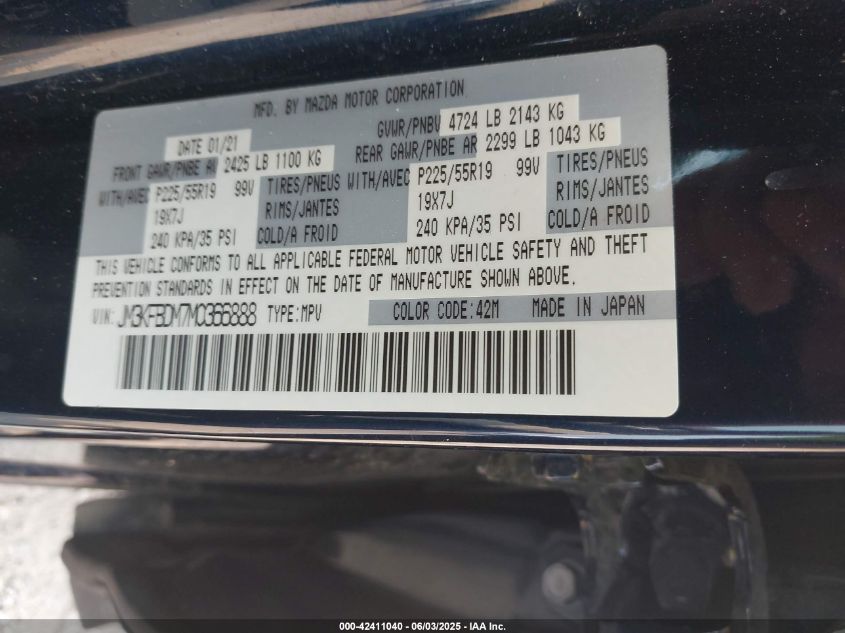 MFD. BY MAZDA MOTOR CORPORATION
DATE 01/21 GVWR/PNBV 4724 LB 2143 KG
FRONT GAWR/PNBE AV 2425 LB 1100 KG REAR GAWR/PNBE AR 2299 LB 1043 KG
WITH/AVEC P225/55R19 99V TIRES/PNEUS WITH/AVEC P225/55R19 99V TIRES/PNEUS
19X7J RIMS/JANTES 19X7J RIMS/JANTES
240 KPA/35 PSI COLD/A FROID 240 KPA/35 PSI COLD/A FROID
THIS VEHICLE CONFORMS TO ALL APPLICABLE FEDERAL MOTOR VEHICLE SAFETY AND THEFT
PREVENTION STANDARDS IN EFFECT ON THE DATE OF MANUFACTURE SHOWN ABOVE.
VIN: JM3KFBDM7M0366888 TYPE:MPV COLOR CODE:42M MADE IN JAPAN
000-42411040 - 06/03/2025 - IAA Inc.